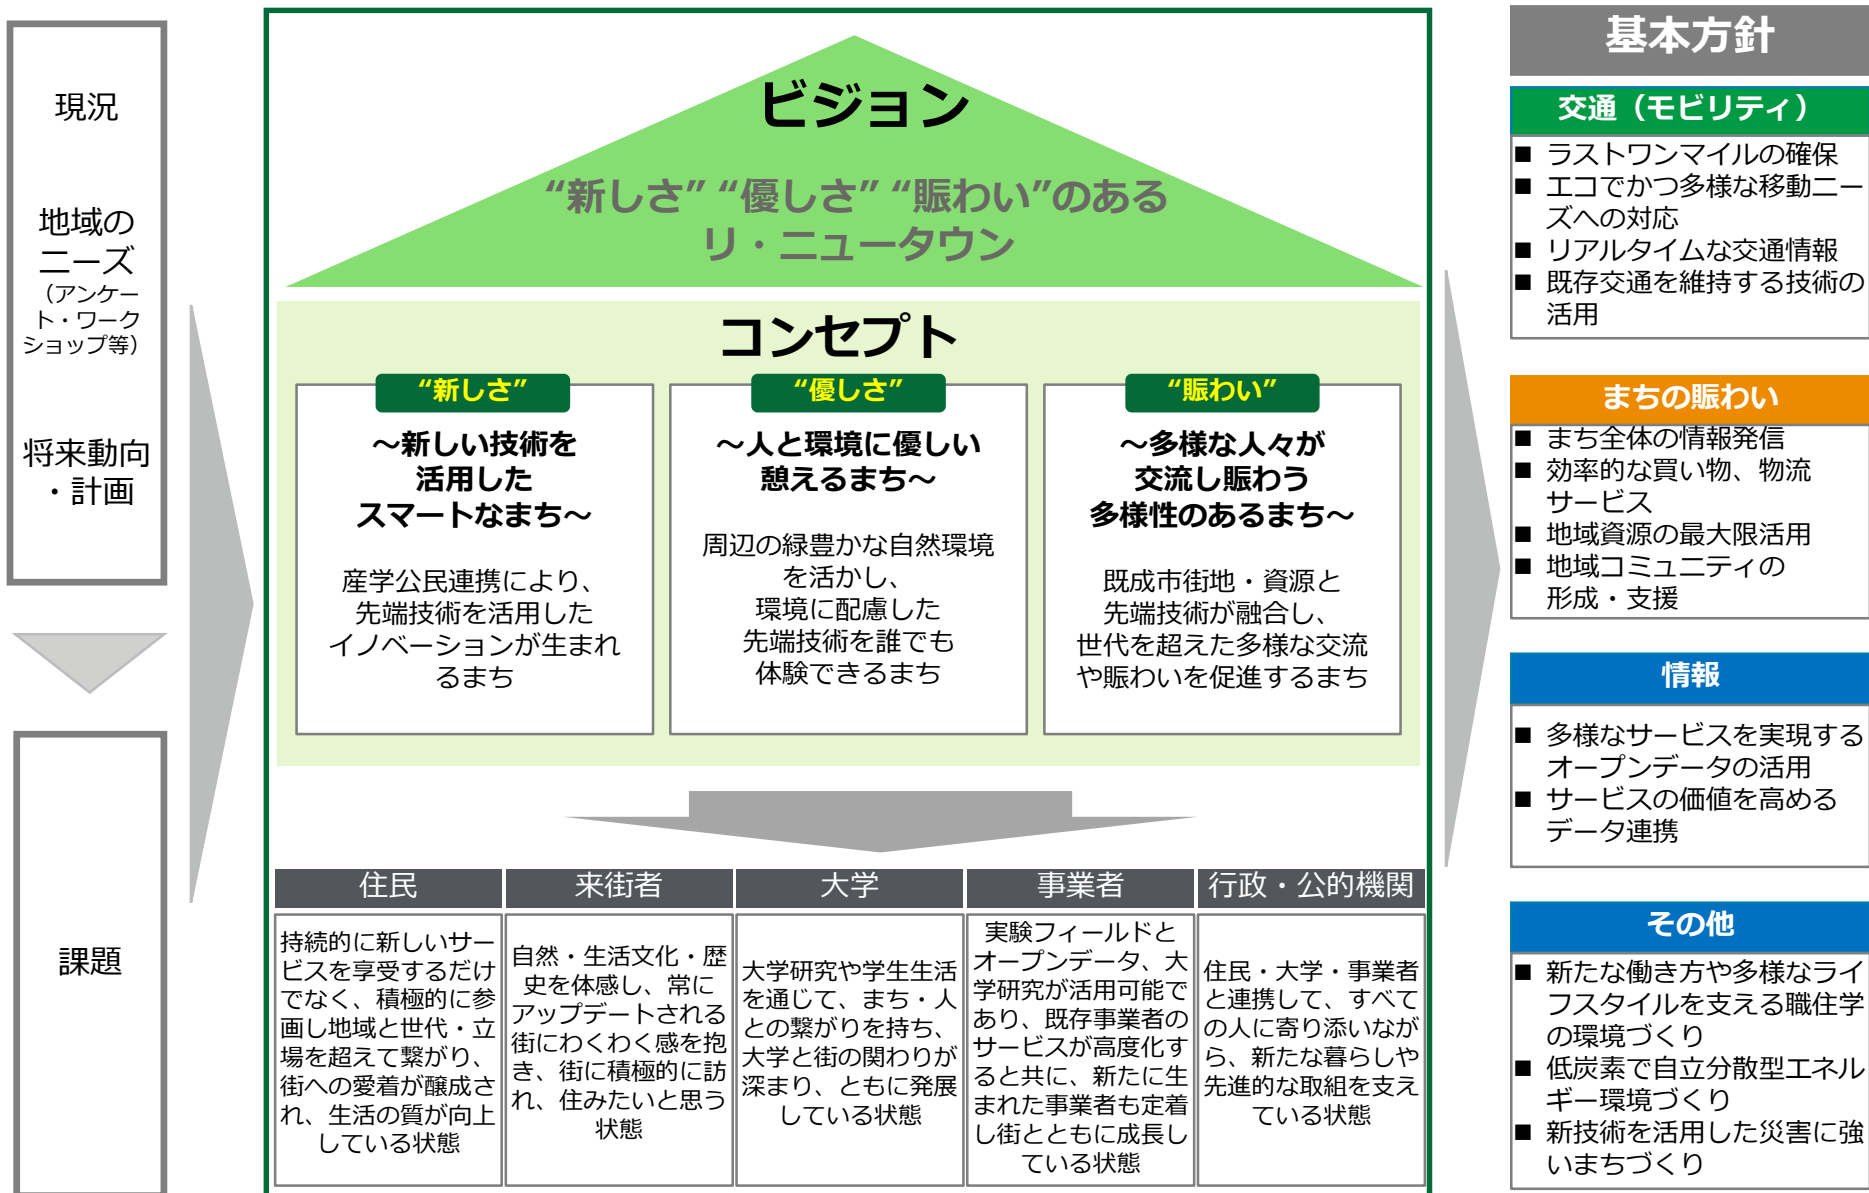 現況
地域の
ニーズ
（アンケー
ト・ワーク
ショップ等）
将来動向
・計画
課題
ビジョン
“新しさ” “優しさ” “賑わい”のある
リ・ニュータウン
コンセプト
“新しさ”
～新しい技術を
活用した
スマートなまち～
産学公民連携により、
先端技術を活用した
イノベーションが生まれ
るまち
“優しさ”
～人と環境に優しい
憩えるまち～
周辺の緑豊かな自然環境
を活かし、
環境に配慮した
先端技術を誰でも
体験できるまち
“賑わい”
～多様な人々が
交流し賑わう
多様性のあるまち～
既成市街地・資源と
先端技術が融合し、
世代を超えた多様な交流
や賑わいを促進するまち
住民
持続的に新しいサー
ビスを享受するだけ
でなく、積極的に参
画し地域と世代・立
場を超えて繋がり、
街への愛着が醸成さ
れ、生活の質が向上
している状態
来街者
自然・生活文化・歴
史を体感し、常に
アップデートされる
街にわくわく感を抱
き、街に積極的に訪
れ、住みたいと思う
状態
大学
大学研究や学生生活
を通じて、まち・人
との繋がりを持ち、
大学と街の関わりが
深まり、ともに発展
している状態
事業者
実験フィールドと
オープンデータ、大
学研究が活用可能で
あり、既存事業者の
サービスが高度化す
ると共に、新たに生
まれた事業者も定着
し街とともに成長し
ている状態
行政・公的機関
住民・大学・事業者
と連携して、すべて
の人に寄り添いなが
ら、新たな暮らしや
先進的な取組を支え
ている状態
基本方針
交通（モビリティ）
■ ラストワンマイルの確保
■ エコでかつ多様な移動ニー
ズへの対応
■ リアルタイムな交通情報
■ 既存交通を維持する技術の
活用
まちの賑わい
■ まち全体の情報発信
■ 効率的な買い物、物流
サービス
■ 地域資源の最大限活用
■ 地域コミュニティの
形成・支援
情報
■ 多様なサービスを実現する
オープンデータの活用
■ サービスの価値を高める
データ連携
その他
■ 新たな働き方や多様なライ
フスタイルを支える職住学
の環境づくり
■ 低炭素で自立分散型エネル
ギー環境づくり
■ 新技術を活用した災害に強
いまちづくり